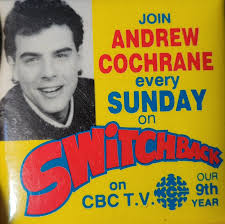 JOIN
ANDREW
COCHRANE
every
SUNDAY
on
SWITCHBACK
on
CBC T.V.
OUR
9th
YEAR